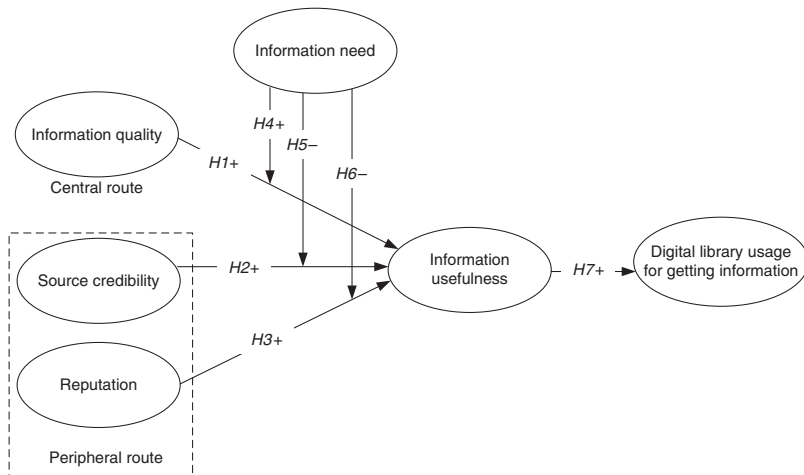 Information need
Information quality
H4+
H5–
H1+
H6–
Central route
Source credibility
H2+
Information
usefulness
H7+
Digital library usage
for getting information
H3+
Reputation
Peripheral route